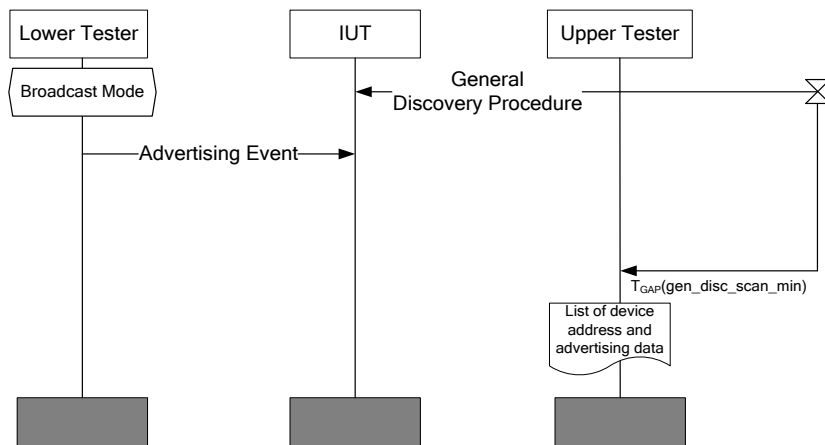 Lower Tester
IUT
Upper Tester
Broadcast Mode
General
Discovery Procedure
Advertising Event
TGAP(gen_disc_scan_min)
List of device
address and
advertising data